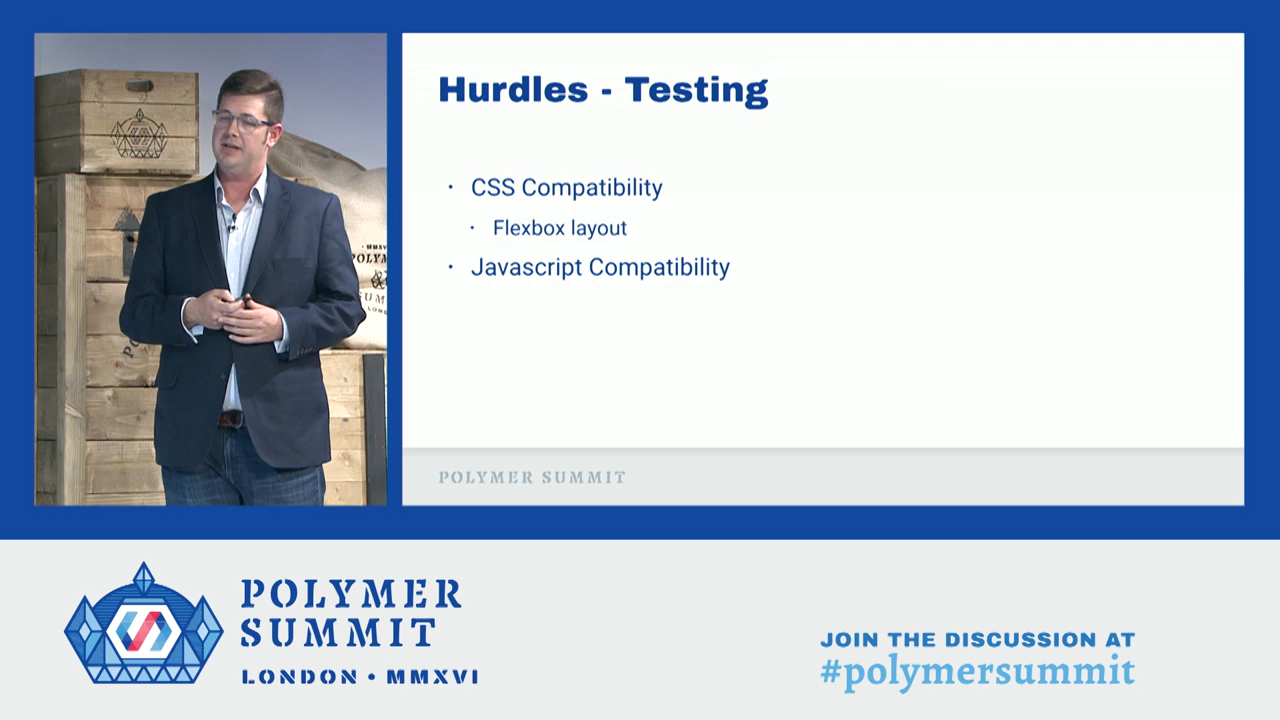 Hurdles - Testing
· CSS Compatibility
· Flexbox layout
· Javascript Compatibility
POLYMER SUMMIT
POLYMER
SUMMIT
LONDON • MMXVI
JOIN THE DISCUSSION AT
#polymersummit